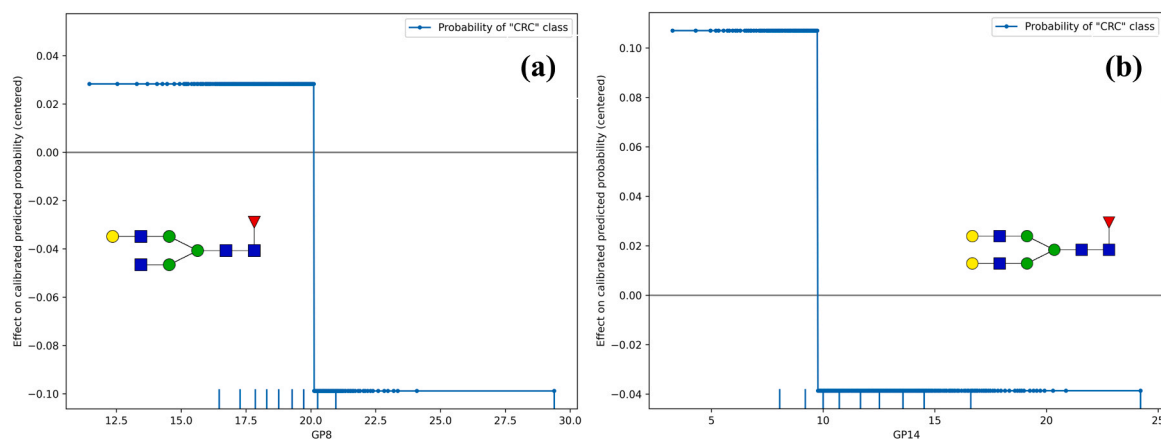 Probability of "CRC" class
(a)
Effect on calibrated predicted probability (centered)
0.04
0.02
0.00
−0.02
−0.04
−0.06
−0.08
−0.10
12.5 15.0 17.5 20.0 22.5 25.0 27.5 30.0
GP8
Probability of "CRC" class
(b)
Effect on calibrated predicted probability (centered)
0.10
0.08
0.06
0.04
0.02
0.00
−0.02
−0.04
5 10 15 20 25
GP14